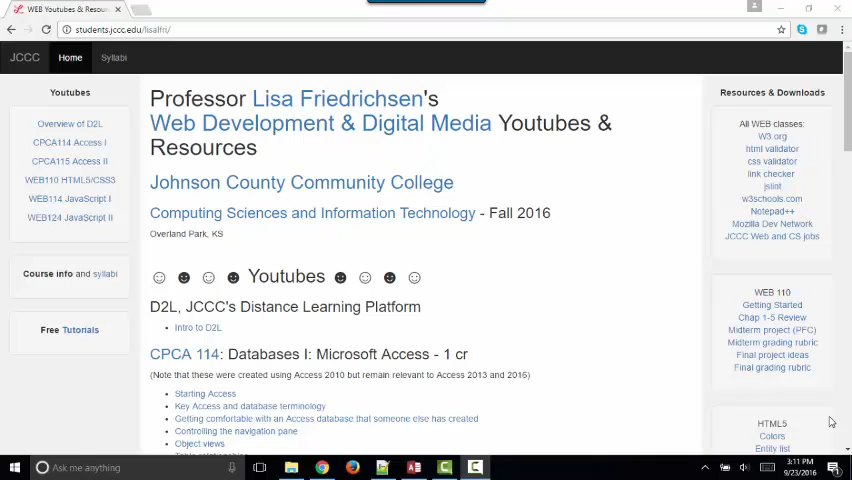 WEB Youtubes & Resour
students.jccc.edu/lisalfri/
JCCC Home Syllabi
Youtubes
Overview of D2L
CPCA114 Access I
CPCA115 Access II
WEB110 HTML5/CSS3
WEB114 JavaScript I
WEB124 JavaScript II
Course info and syllabi
Free Tutorials
Professor Lisa Friedrichsen's
Web Development & Digital Media Youtubes &
Resources
Johnson County Community College
Computing Sciences and Information Technology - Fall 2016
Overland Park, KS
☺ ☻ ☺ ☻ Youtubes ☻ ☺ ☻ ☺
D2L, JCCC's Distance Learning Platform
• Intro to D2L
CPCA 114: Databases I: Microsoft Access - 1 cr
(Note that these were created using Access 2010 but remain relevant to Access 2013 and 2016)
• Starting Access
• Key Access and database terminology
• Getting comfortable with an Access database that someone else has created
• Controlling the navigation pane
• Object views
Resources & Downloads
All WEB classes:
W3.org
html validator
css validator
link checker
jslint
w3schools.com
Notepad++
Mozilla Dev Network
JCCC Web and CS jobs
WEB 110
Getting Started
Chap 1-5 Review
Midterm project (PFC)
Midterm grading rubric
Final project ideas
Final grading rubric
HTML5
Colors
Entity list
Ask me anything
3:11 PM
9/23/2016